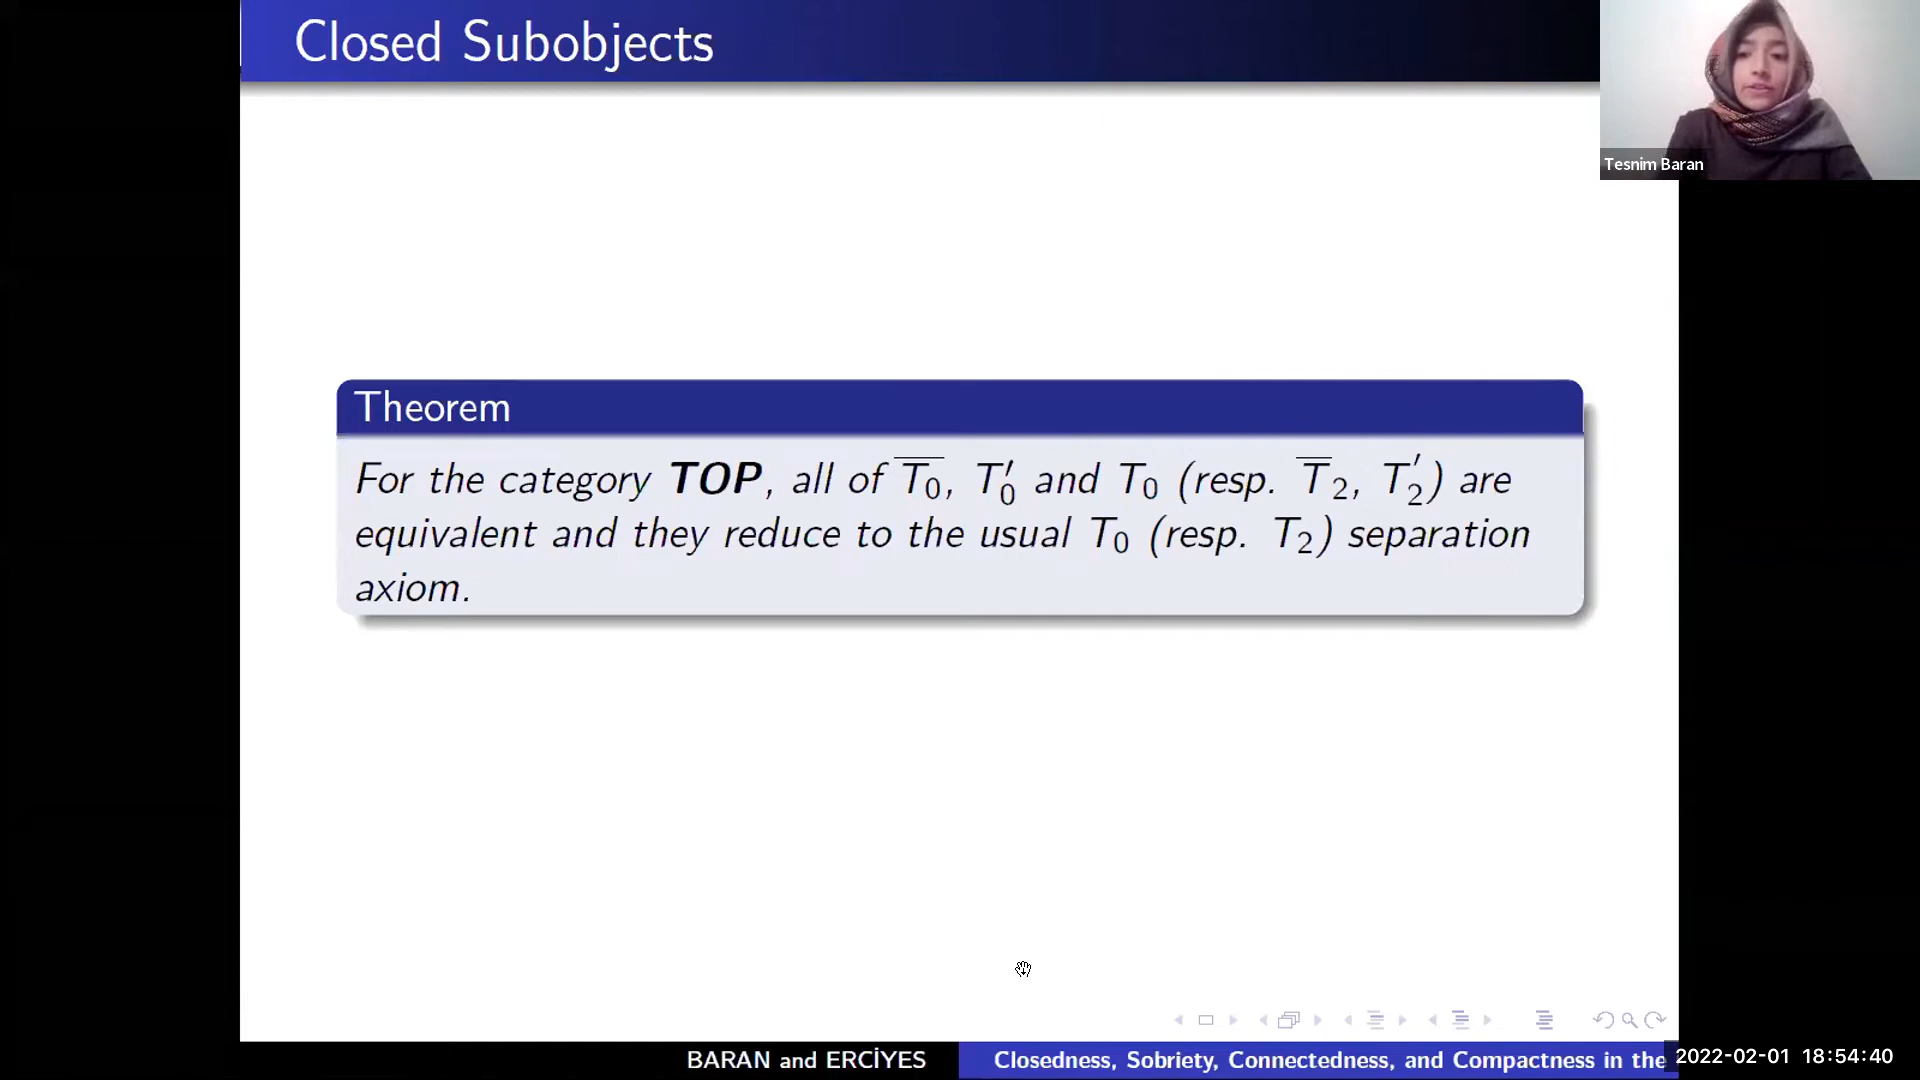 Closed Subobjects
Tesnim Baran
Theorem
For the category TOP, all of T̅₀, T₀′ and T₀ (resp. T̅₂, T₂′) are
equivalent and they reduce to the usual T₀ (resp. T₂) separation
axiom.
BARAN and ERCİYES
Closedness, Sobriety, Connectedness, and Compactness in the
2022-02-01 18:54:40